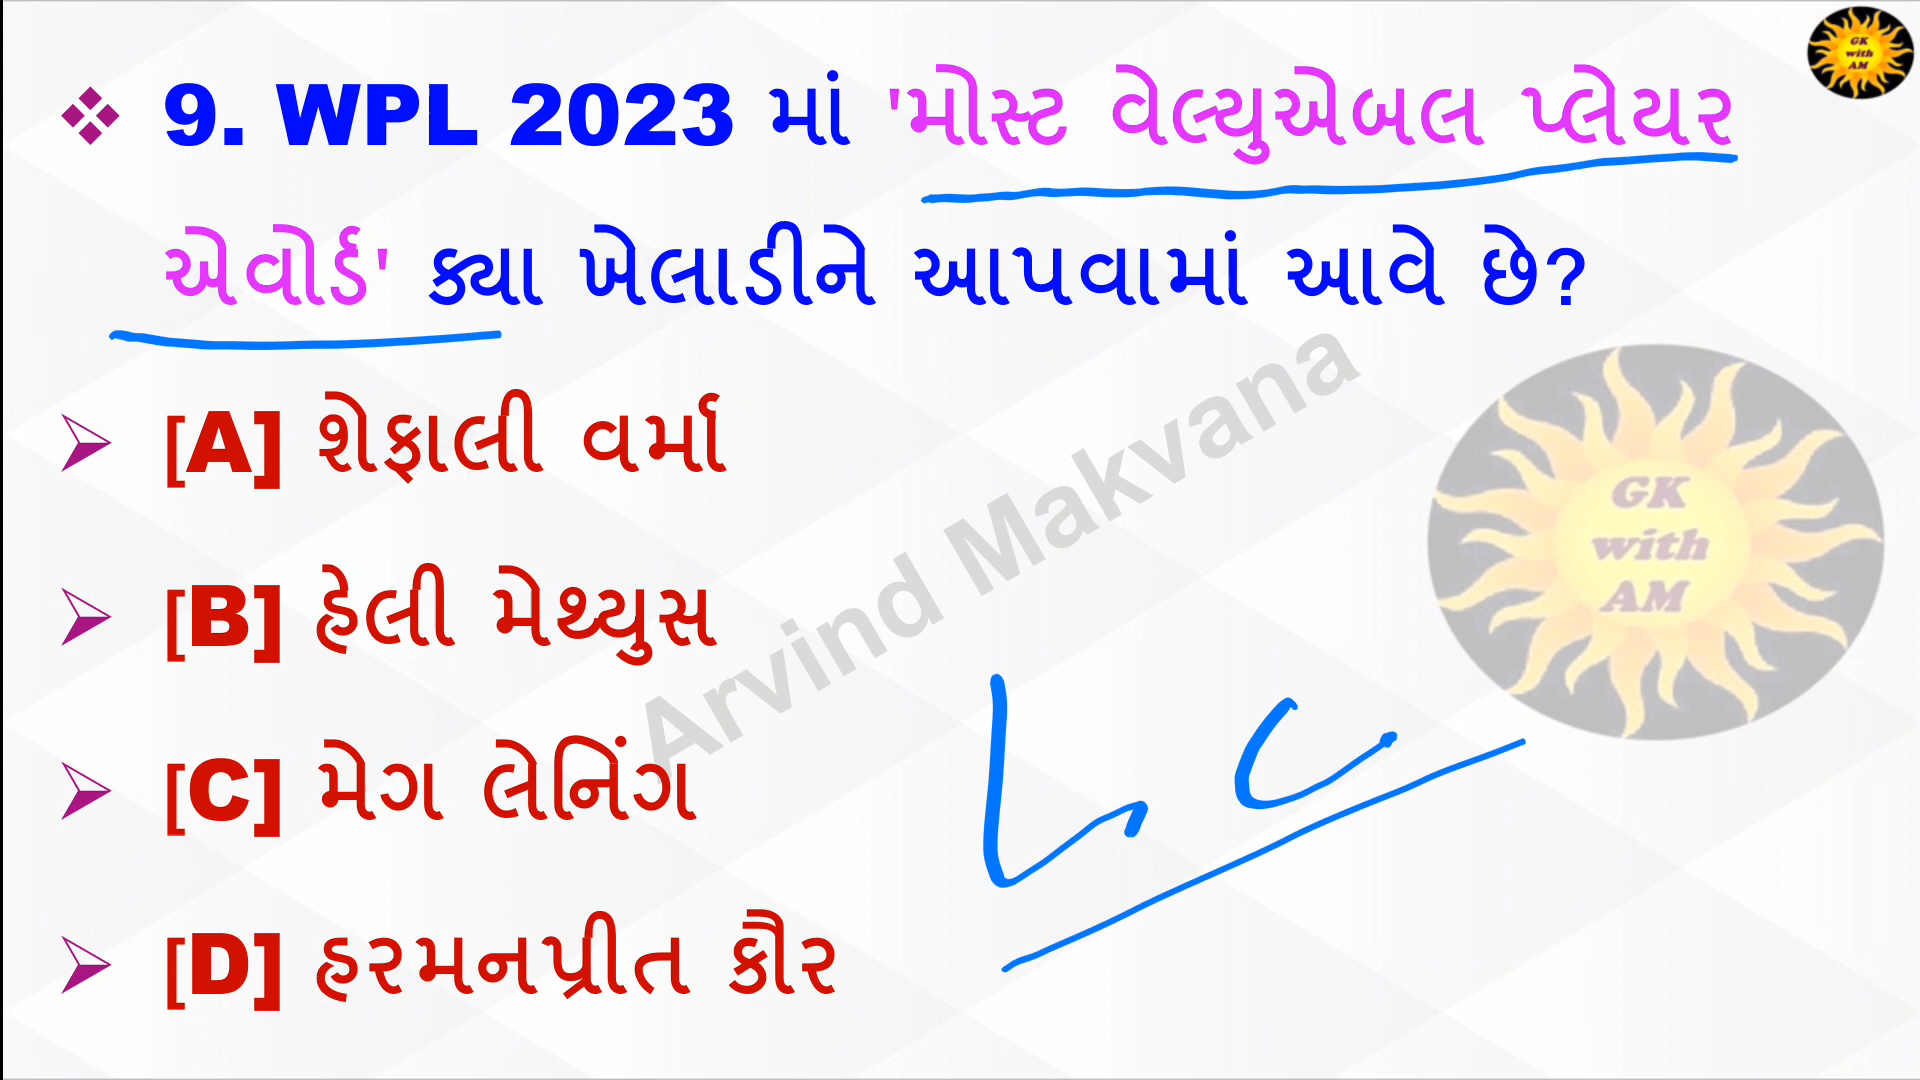 9. WPL 2023 માં 'મોસ્ટ વેલ્યુએબલ પ્લેયર
એવોર્ડ' ક્યા ખેલાડીને આપવામાં આવે છે?
[A] શેફાલી વર્મા
[B] હેલી મેથ્યુસ
[C] મેગ લેનિંગ
[D] હરમનપ્રીત કૌર
Arvind Makvana
GK
with
AM
GK
with
AM